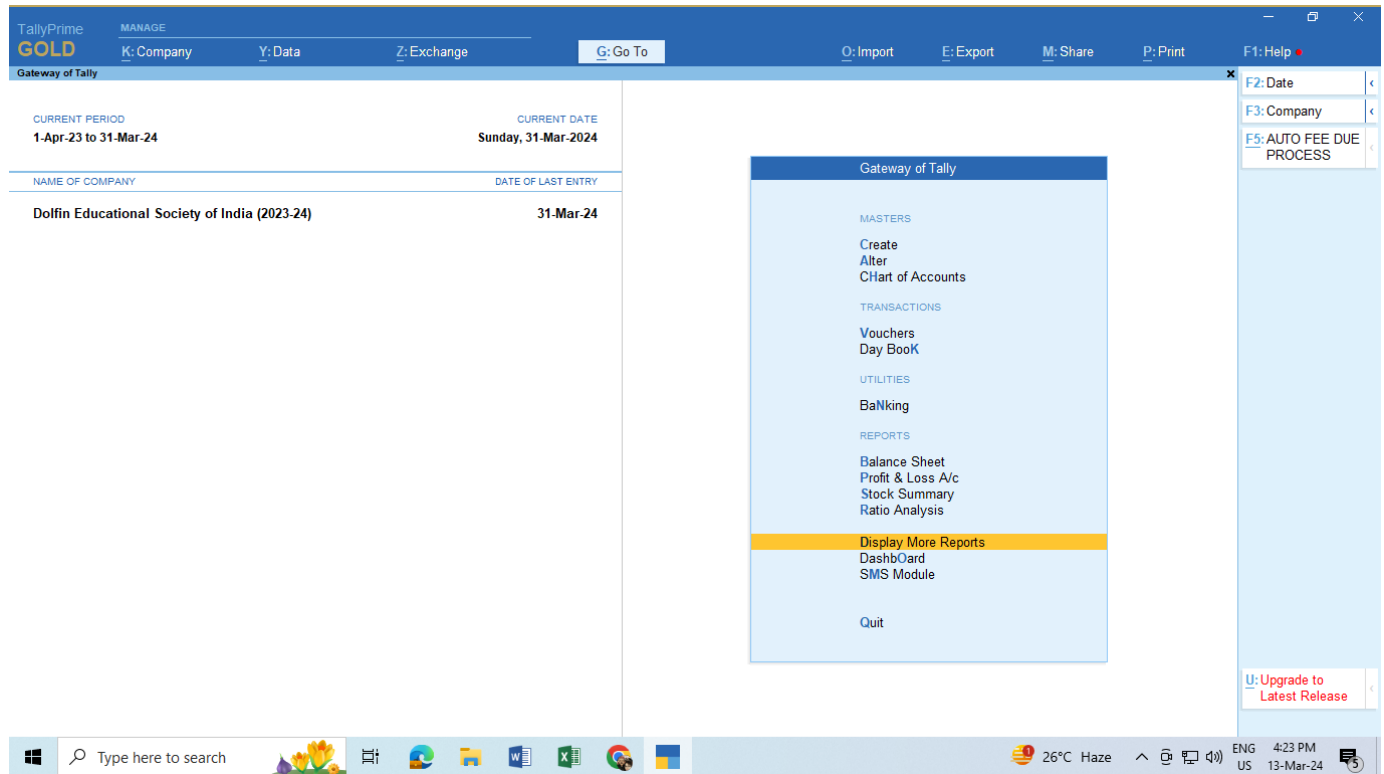 TallyPrime
GOLD
MANAGE
K: Company
Y: Data
Z: Exchange
G: Go To
O: Import
E: Export
M: Share
P: Print
F1: Help
Gateway of Tally
CURRENT PERIOD
1-Apr-23 to 31-Mar-24
CURRENT DATE
Sunday, 31-Mar-2024
NAME OF COMPANY
DATE OF LAST ENTRY
Dolfin Educational Society of India (2023-24)
31-Mar-24
Gateway of Tally
MASTERS
Create
Alter
CHart of Accounts
TRANSACTIONS
Vouchers
Day BooK
UTILITIES
BaNking
REPORTS
Balance Sheet
Profit & Loss A/c
Stock Summary
Ratio Analysis
Display More Reports
DashbOard
SMS Module
Quit
F2: Date
F3: Company
F5: AUTO FEE DUE
PROCESS
U: Upgrade to
Latest Release
Type here to search
26°C Haze
ENG
US
4:23 PM
13-Mar-24